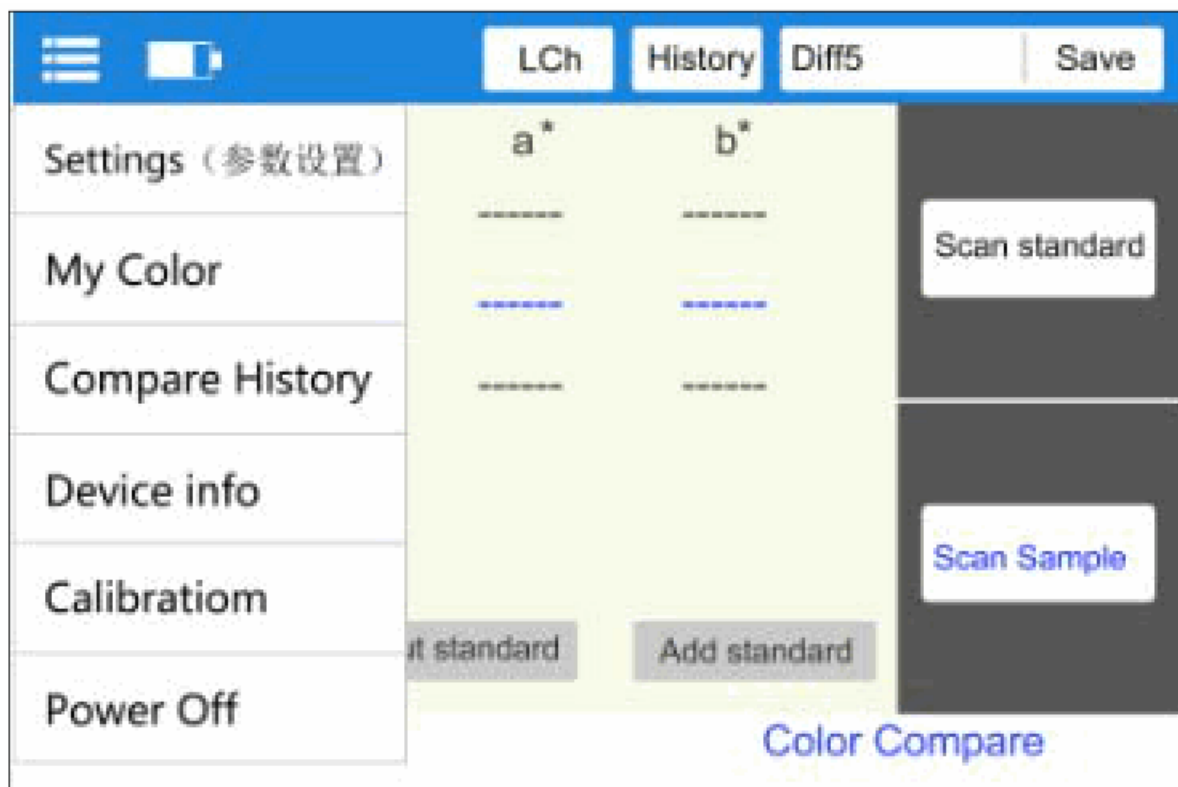 LCh History Diff5 Save
Settings（参数设置）
a* b*
------ ------
Scan standard
My Color
------ ------
Compare History
------ ------
Device info
Scan Sample
Calibratiom
ut standard Add standard
Power Off
Color Compare